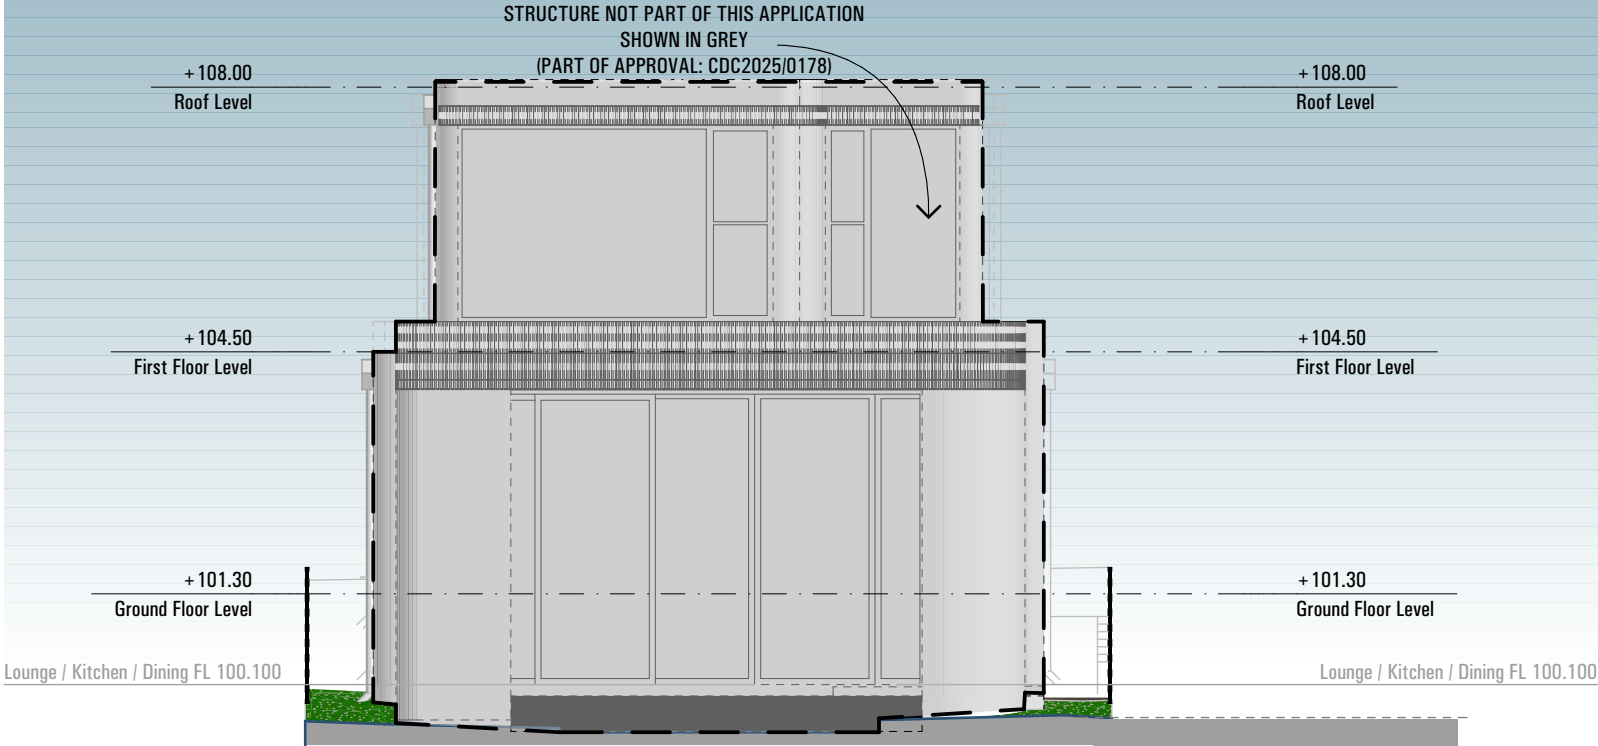 STRUCTURE NOT PART OF THIS APPLICATION
SHOWN IN GREY
(PART OF APPROVAL: CDC2025/0178)
+108.00
Roof Level
+108.00
Roof Level
+104.50
First Floor Level
+104.50
First Floor Level
+101.30
Ground Floor Level
+101.30
Ground Floor Level
Lounge / Kitchen / Dining FL 100.100
Lounge / Kitchen / Dining FL 100.100